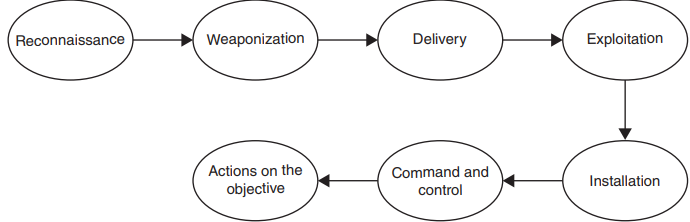 Reconnaissance
Weaponization
Delivery
Exploitation
Installation
Command and
control
Actions on the
objective